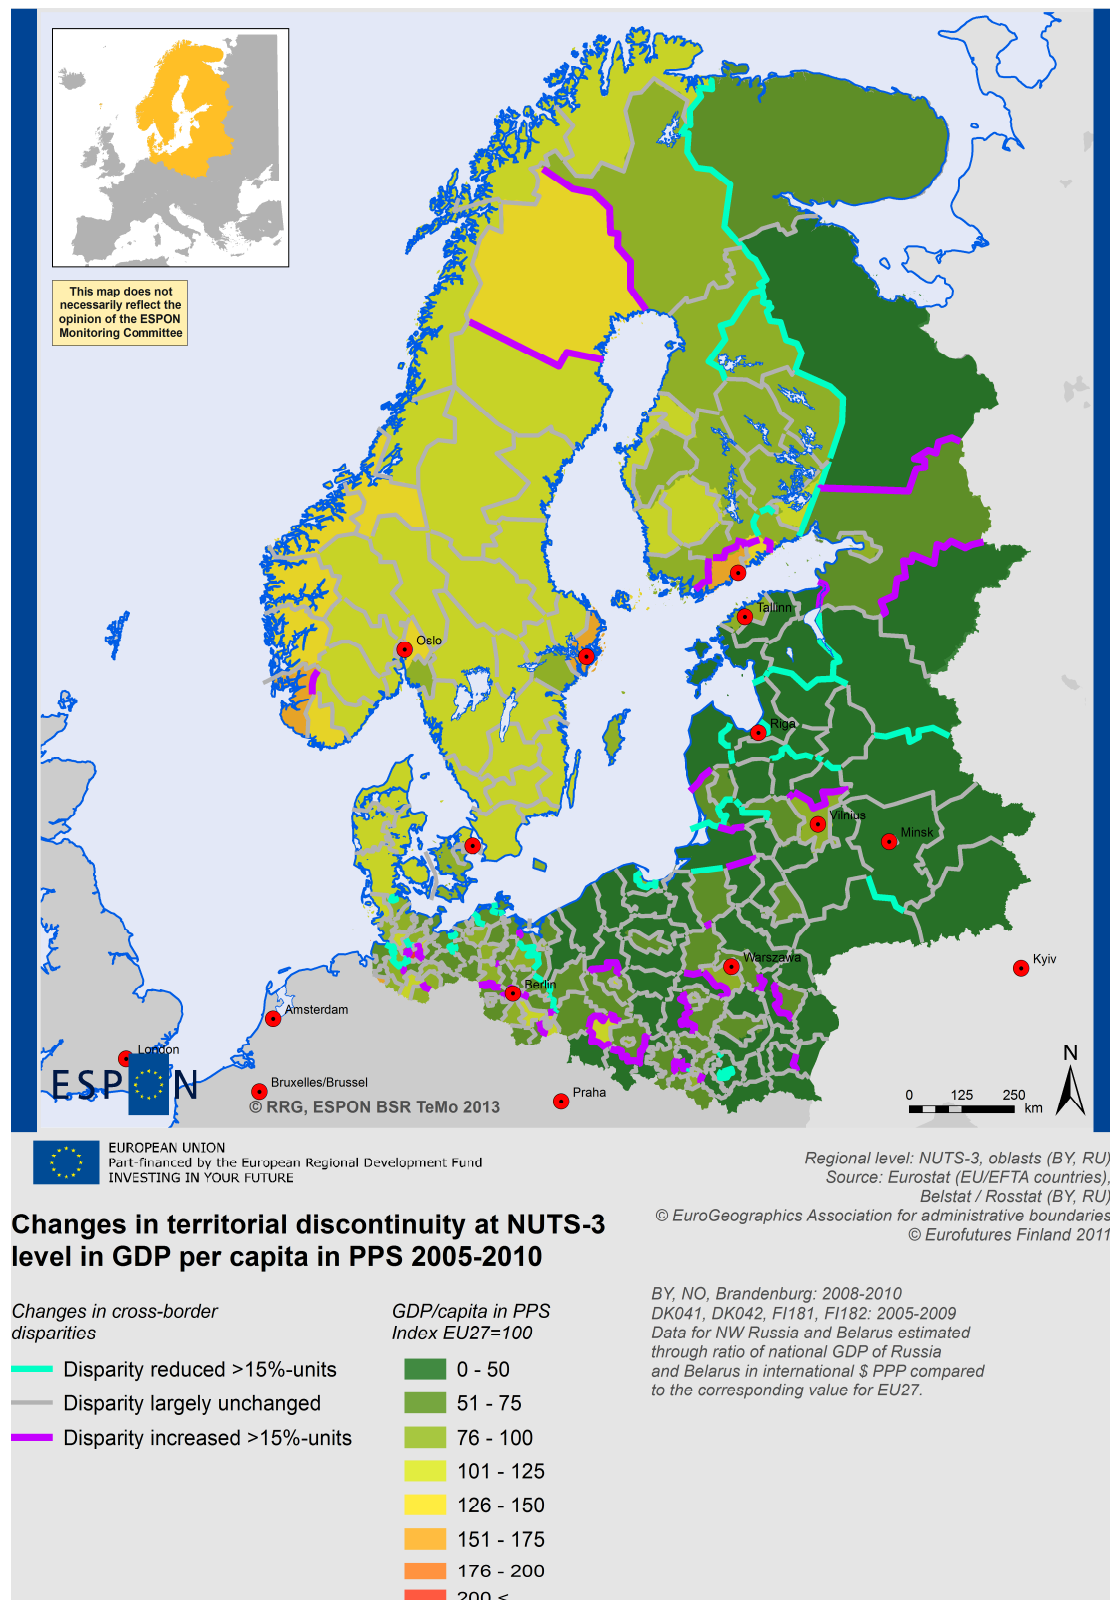 This map does not
necessarily reflect the
opinion of the ESPON
Monitoring Committee
Oslo
Tallinn
Riga
Vilnius
Minsk
Warszawa
Kyiv
Berlin
Amsterdam
London
Bruxelles/Brussel
Praha
ESPON
© RRG, ESPON BSR TeMo 2013
N
0 125 250
km
EUROPEAN UNION
Part-financed by the European Regional Development Fund
INVESTING IN YOUR FUTURE
Regional level: NUTS-3, oblasts (BY, RU)
Source: Eurostat (EU/EFTA countries),
Belstat / Rosstat (BY, RU)
© EuroGeographics Association for administrative boundaries
© Eurofutures Finland 2011
Changes in territorial discontinuity at NUTS-3
level in GDP per capita in PPS 2005-2010
Changes in cross-border
disparities
Disparity reduced >15%-units
Disparity largely unchanged
Disparity increased >15%-units
GDP/capita in PPS
Index EU27=100
0 - 50
51 - 75
76 - 100
101 - 125
126 - 150
151 - 175
176 - 200
200 <
BY, NO, Brandenburg: 2008-2010
DK041, DK042, FI181, FI182: 2005-2009
Data for NW Russia and Belarus estimated
through ratio of national GDP of Russia
and Belarus in international $ PPP compared
to the corresponding value for EU27.